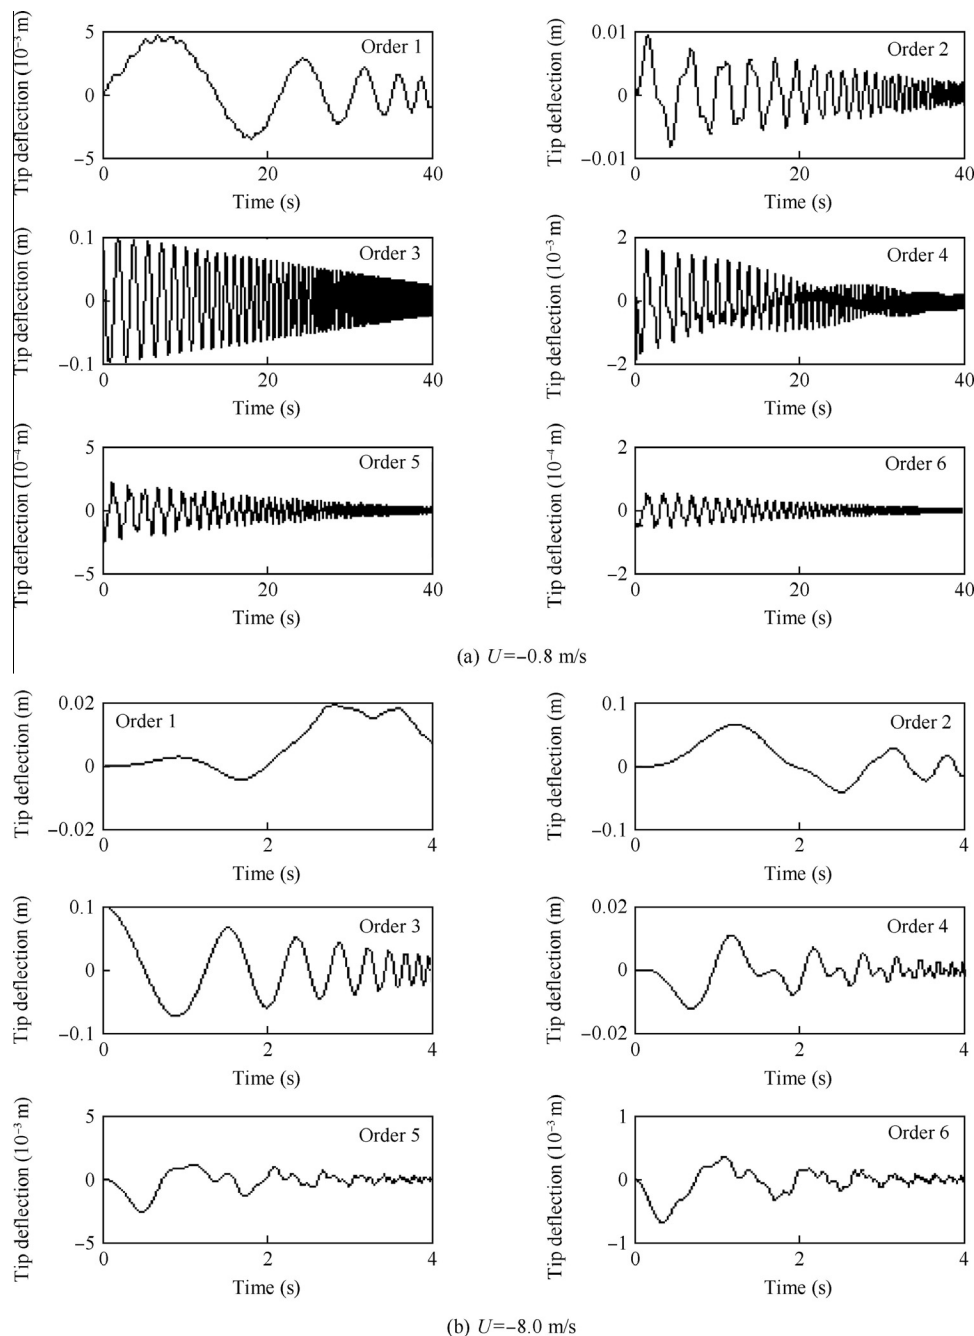 Tip deflection (10⁻³ m)
5
0
−5
Order 1
0
20
40
Time (s)
Tip deflection (m)
0.01
0
−0.01
Order 2
0
20
40
Time (s)
Tip deflection (m)
0.1
0
−0.1
Order 3
0
20
40
Time (s)
Tip deflection (10⁻³ m)
2
0
−2
Order 4
0
20
40
Time (s)
Tip deflection (10⁻⁴ m)
5
0
−5
Order 5
0
20
40
Time (s)
Tip deflection (10⁻⁴ m)
2
0
−2
Order 6
0
20
40
Time (s)
(a) U=−0.8 m/s
Tip deflection (m)
0.02
0
−0.02
Order 1
0
2
4
Time (s)
Tip deflection (m)
0.1
0
−0.1
Order 2
0
2
4
Time (s)
Tip deflection (m)
0.1
0
−0.1
Order 3
0
2
4
Time (s)
Tip deflection (m)
0.02
0
−0.02
Order 4
0
2
4
Time (s)
Tip deflection (10⁻³ m)
5
0
−5
Order 5
0
2
4
Time (s)
Tip deflection (10⁻³ m)
1
0
−1
Order 6
0
2
4
Time (s)
(b) U=−8.0 m/s